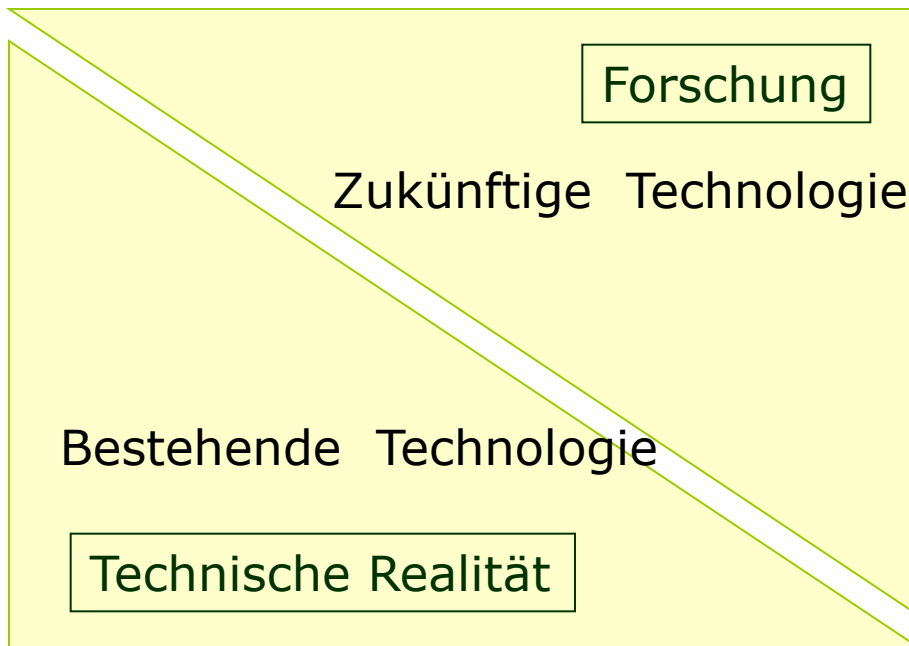 Forschung
Zukünftige Technologie
Bestehende Technologie
Technische Realität